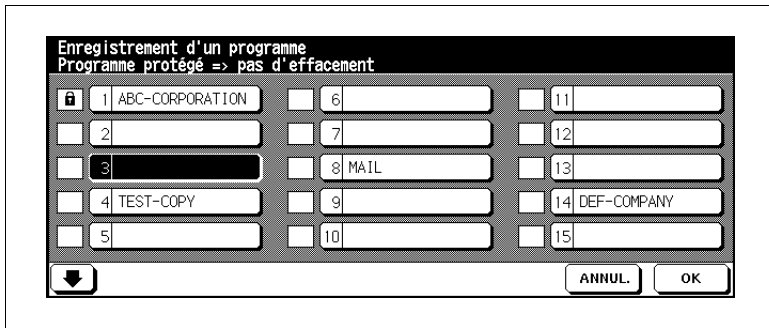 Enregistrement d'un programme
Programme protégé => pas d'effacement
1 ABC-CORPORATION 6 11
2 7 12
3 8 MAIL 13
4 TEST-COPY 9 14 DEF-COMPANY
5 10 15
ANNUL. OK